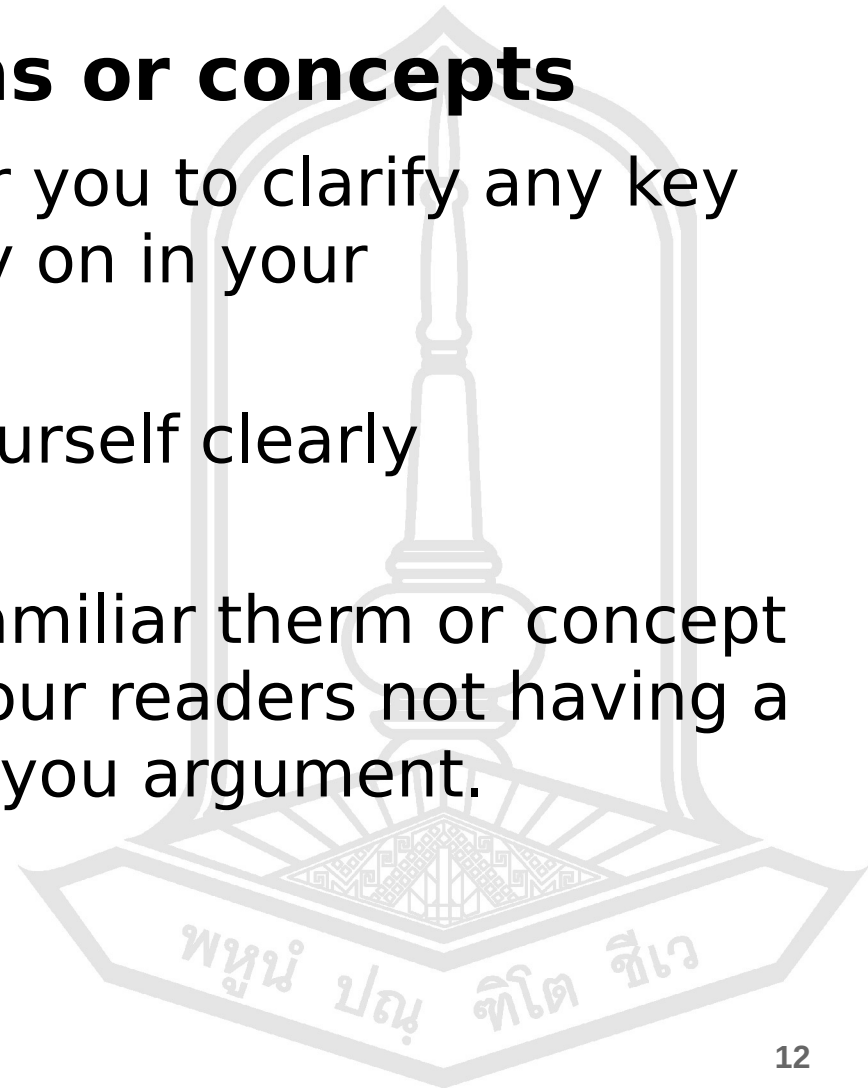 ns or concepts
r you to clarify any key
y on in your
urself clearly
amiliar therm or concept
our readers not having a
you argument.
พหูนํ ปณฺฑิโต ชีเว
12